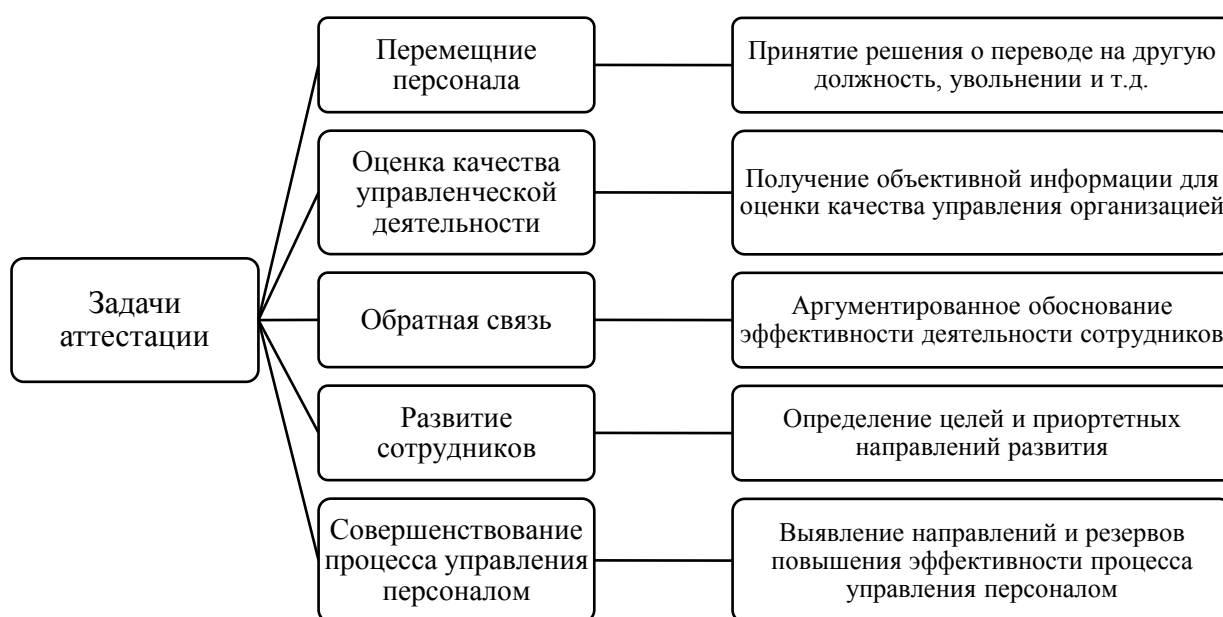 Задачи
аттестации
Перемещние
персонала
Принятие решения о переводе на другую
должность, увольнении и т.д.
Оценка качества
управленческой
деятельности
Получение объективной информации для
оценки качества управления организацией
Обратная связь
Аргументированное обоснование
эффективности деятельности сотрудников
Развитие
сотрудников
Определение целей и приортетных
направлений развития
Совершенствование
процесса управления
персоналом
Выявление направлений и резервов
повышения эффективности процесса
управления персоналом